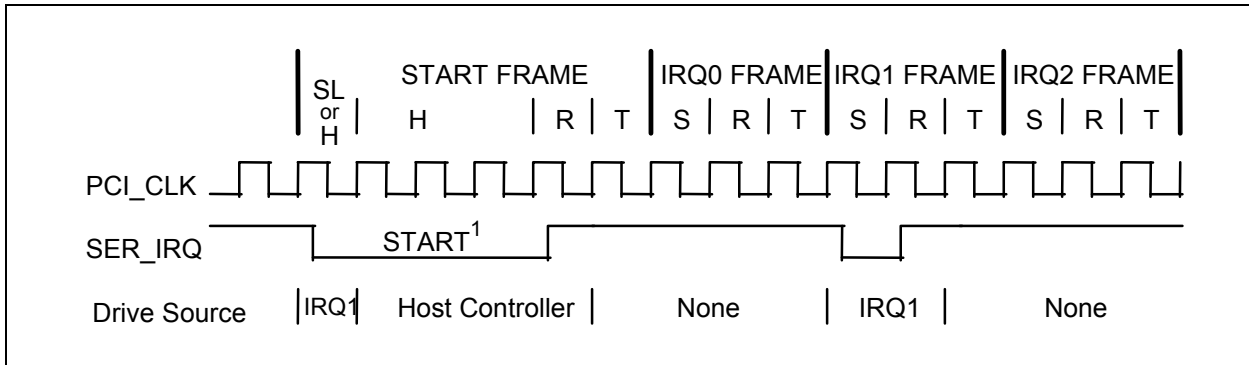 START FRAME IRQ0 FRAME IRQ1 FRAME IRQ2 FRAME
SL
or
H
H R T S R T S R T S R T
PCI_CLK
SER_IRQ START1
Drive Source IRQ1 Host Controller None IRQ1 None